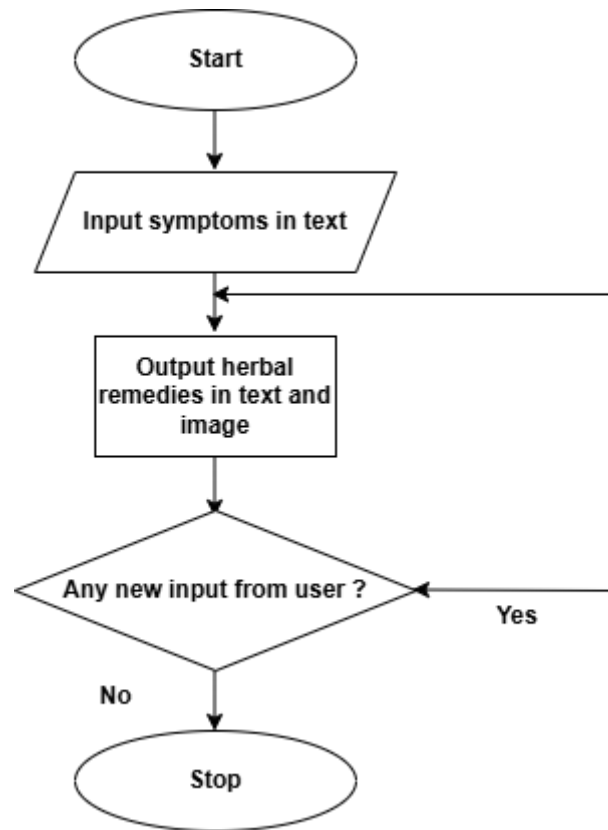 Start
Input symptoms in text
Output herbal
remedies in text and
image
Any new input from user ?
Yes
No
Stop